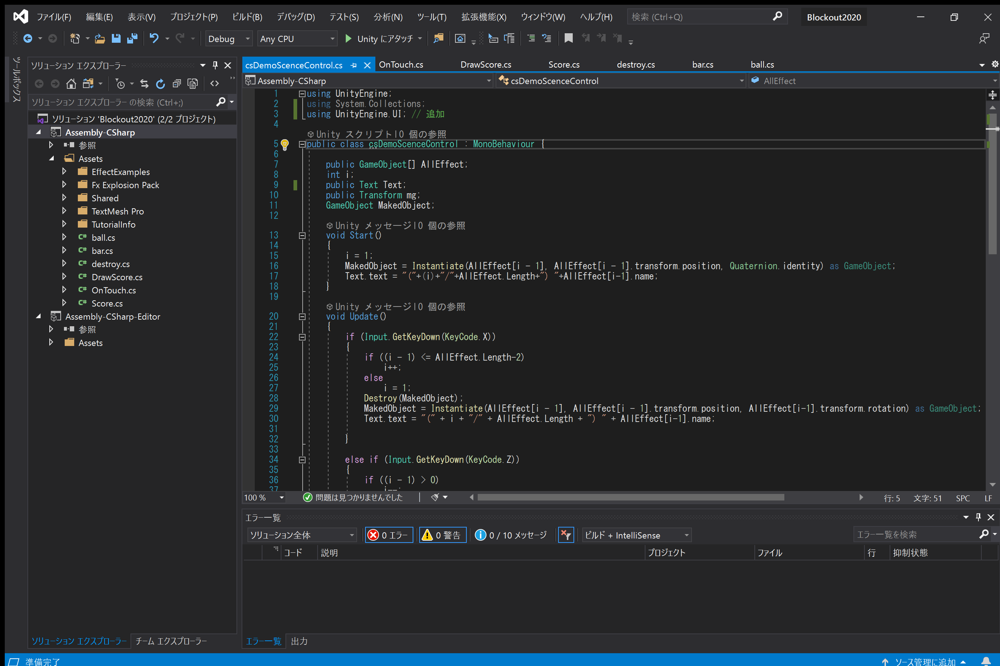 ファイル(F) 編集(E) 表示(V) プロジェクト(P) ビルド(B) デバッグ(D) テスト(S) 分析(N) ツール(T) 拡張機能(X) ウィンドウ(W) ヘルプ(H) 検索 (Ctrl+Q) Blockout2020
Debug Any CPU Unity にアタッチ
ツールボックス
ソリューション エクスプローラー
ソリューション エクスプローラー の検索 (Ctrl+;)
ソリューション 'Blockout2020' (2/2 プロジェクト)
Assembly-CSharp
参照
Assets
EffectExamples
Fx Explosion Pack
Shared
TextMesh Pro
TutorialInfo
C# ball.cs
C# bar.cs
C# destroy.cs
C# DrawScore.cs
C# OnTouch.cs
C# Score.cs
Assembly-CSharp-Editor
参照
Assets
ソリューション エクスプローラー チーム エクスプローラー
csDemoScenceControl.cs OnTouch.cs DrawScore.cs Score.cs destroy.cs bar.cs ball.cs
Assembly-CSharp csDemoScenceControl AllEffect
1 using UnityEngine;
2 using System.Collections;
3 using UnityEngine.UI; // 追加
4
Unity スクリプト|0 個の参照
5 public class csDemoScenceControl : MonoBehaviour {
6
7 public GameObject[] AllEffect;
8 int i;
9 public Text Text;
10 public Transform mg;
11 GameObject MakedObject;
12
Unity メッセージ|0 個の参照
13 void Start()
14 {
15 i = 1;
16 MakedObject = Instantiate(AllEffect[i - 1], AllEffect[i - 1].transform.position, Quaternion.identity) as GameObject;
17 Text.text = "("+(i)+"/"+AllEffect.Length+") "+AllEffect[i-1].name;
18 }
19
Unity メッセージ|0 個の参照
20 void Update()
21 {
22 if (Input.GetKeyDown(KeyCode.X))
23 {
24 if ((i - 1) <= AllEffect.Length-2)
25 i++;
26 else
27 i = 1;
28 Destroy(MakedObject);
29 MakedObject = Instantiate(AllEffect[i - 1], AllEffect[i - 1].transform.position, AllEffect[i-1].transform.rotation) as GameObject;
30 Text.text = "(" + i + "/" + AllEffect.Length + ") " + AllEffect[i-1].name;
31
32 }
33
34 else if (Input.GetKeyDown(KeyCode.Z))
35 {
36 if ((i - 1) > 0)
37 i--;
100 % 問題は見つかりませんでした 行: 5 文字: 51 SPC LF
エラー一覧
ソリューション全体 0 エラー 0 警告 0 / 10 メッセージ ビルド + IntelliSense エラー一覧を検索
コード 説明 プロジェクト ファイル 行 抑制状態
エラー一覧 出力
準備完了 ソース管理に追加